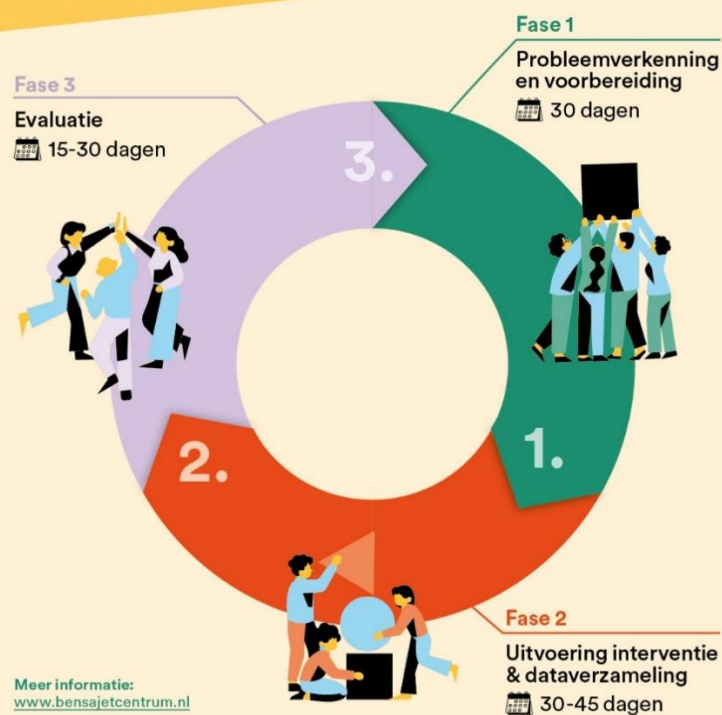 Fase 1
Probleemverkenning
en voorbereiding
30 dagen
Fase 3
Evaluatie
15-30 dagen
3.
1.
2.
Fase 2
Uitvoering interventie
& dataverzameling
30-45 dagen
Meer informatie:
www.bensajetcentrum.nl